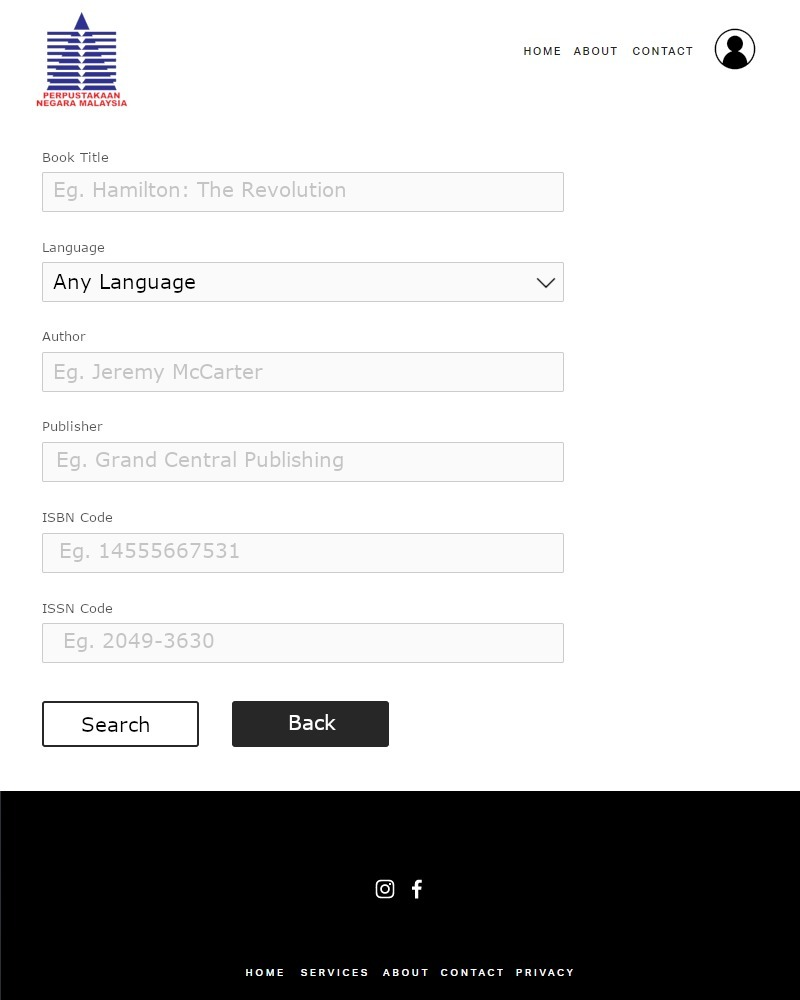 PERPUSTAKAAN
NEGARA MALAYSIA
HOME ABOUT CONTACT
Book Title
Eg. Hamilton: The Revolution
Language
Any Language
Author
Eg. Jeremy McCarter
Publisher
Eg. Grand Central Publishing
ISBN Code
Eg. 14555667531
ISSN Code
Eg. 2049-3630
Search Back
HOME SERVICES ABOUT CONTACT PRIVACY